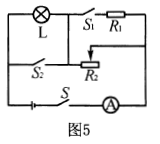 L S₁ R₁
S₂ R₂
S A
图5